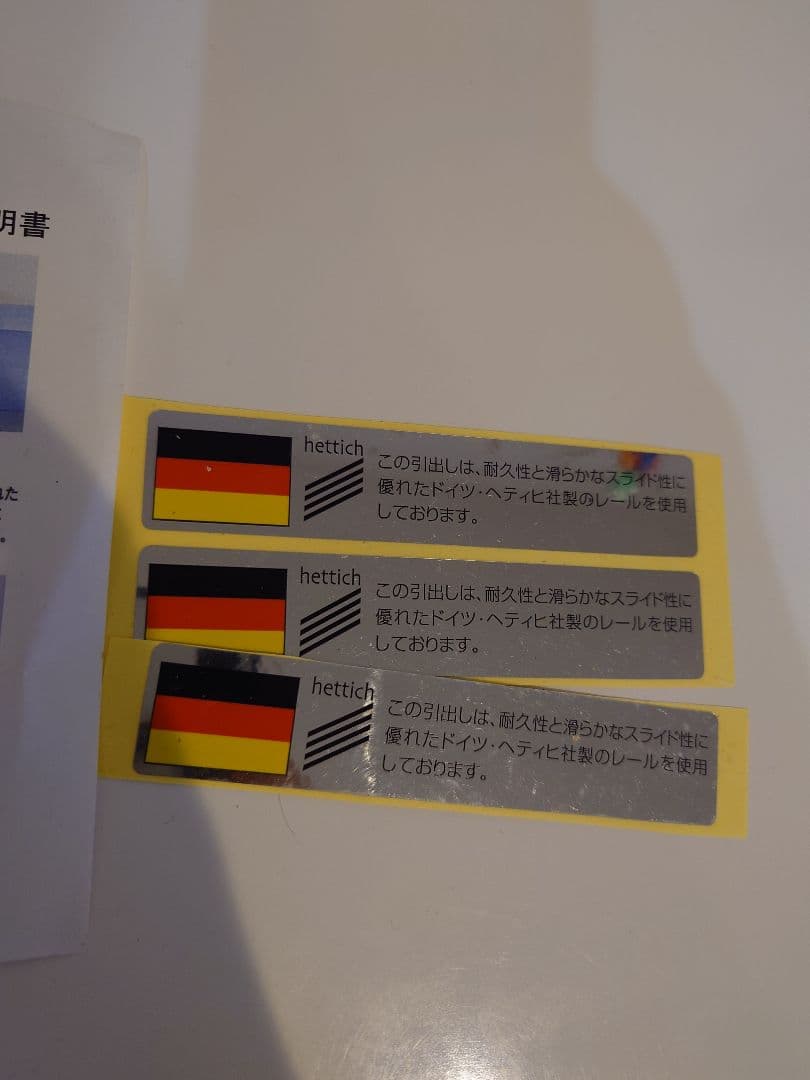 明書
れた
。
hettich
この引出しは、耐久性と滑らかなスライド性に
優れたドイツ・ヘティヒ社製のレールを使用
しております。
hettich
この引出しは、耐久性と滑らかなスライド性に
優れたドイツ・ヘティヒ社製のレールを使用
しております。
hettich
この引出しは、耐久性と滑らかなスライド性に
優れたドイツ・ヘティヒ社製のレールを使用
しております。